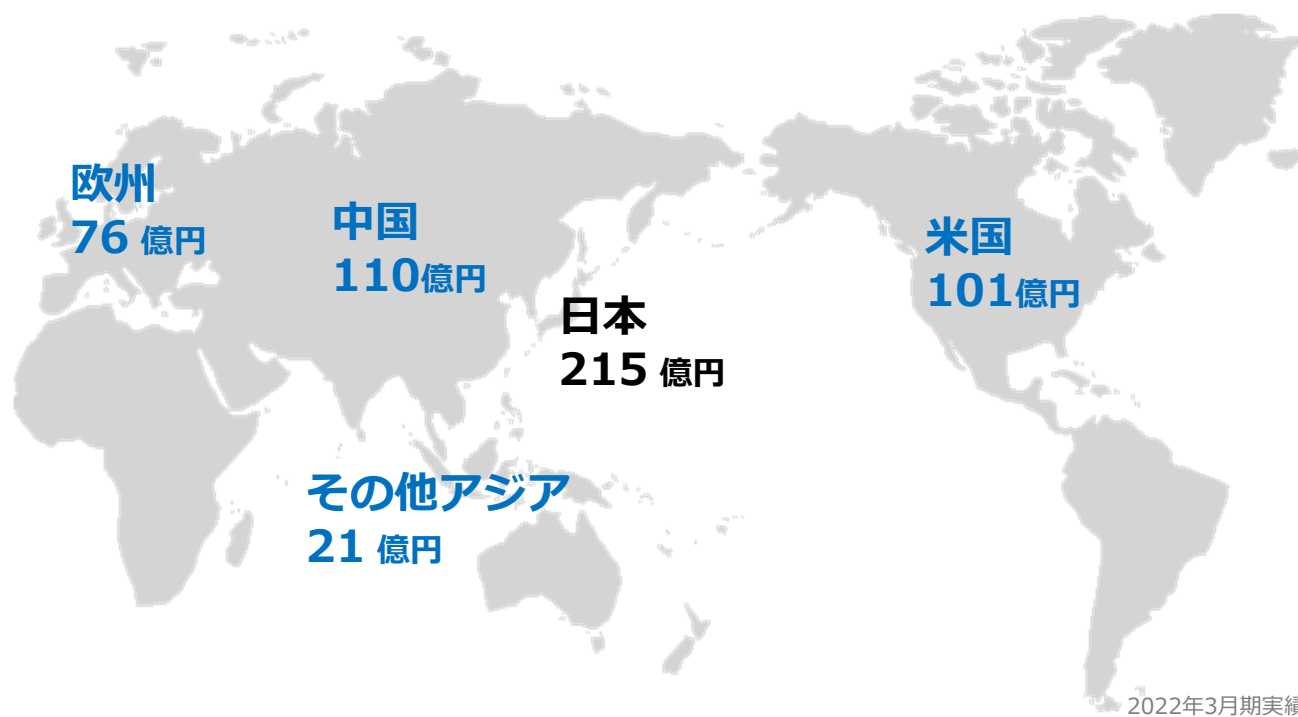 欧州
76 億円
中国
110億円
米国
101億円
日本
215 億円
その他アジア
21 億円
2022年3月期実績